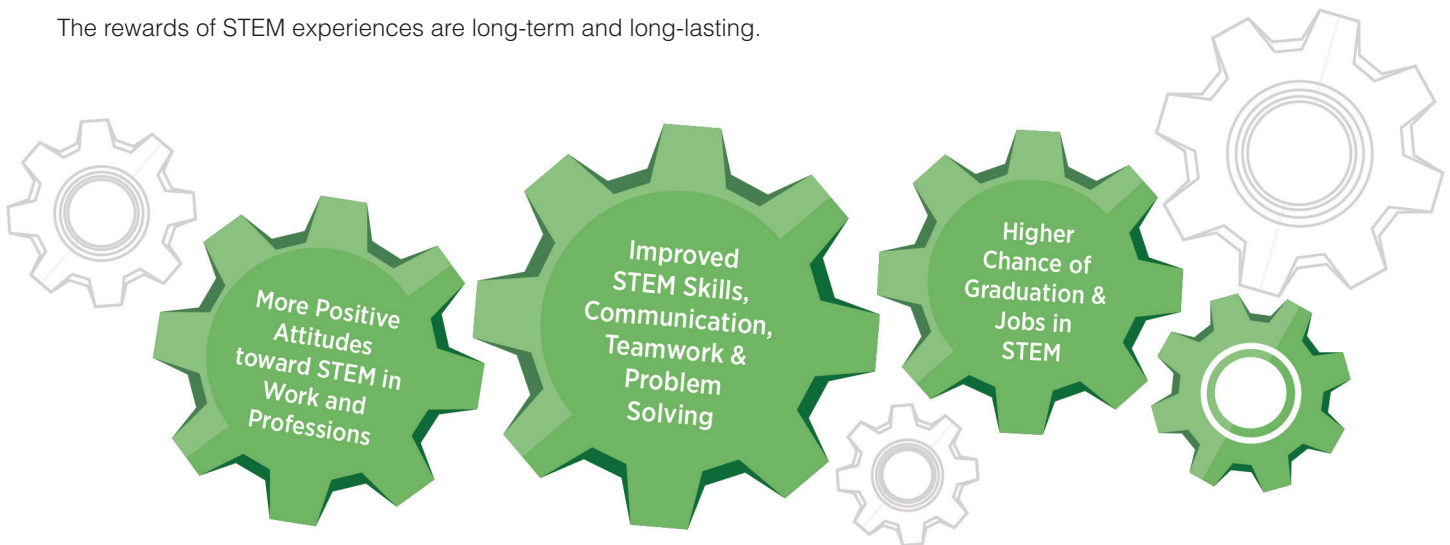 The rewards of STEM experiences are long-term and long-lasting.
More Positive
Attitudes
toward STEM in
Work and
Professions
Improved
STEM Skills,
Communication,
Teamwork &
Problem
Solving
Higher
Chance of
Graduation &
Jobs in
STEM